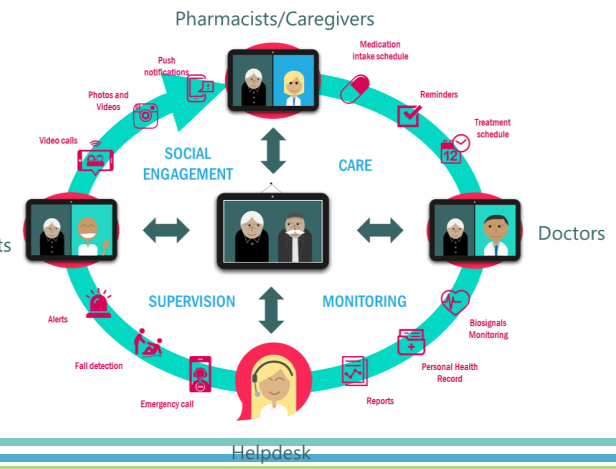 Pharmacists/Caregivers
Push
notifications
Medication
intake schedule
Photos and
Videos
Reminders
Treatment
schedule
12
Video calls
SOCIAL
ENGAGEMENT
CARE
Doctors
SUPERVISION
MONITORING
Alerts
Biosignals
Monitoring
Fall detection
Personal Health
Record
Emergency call
Reports
Helpdesk